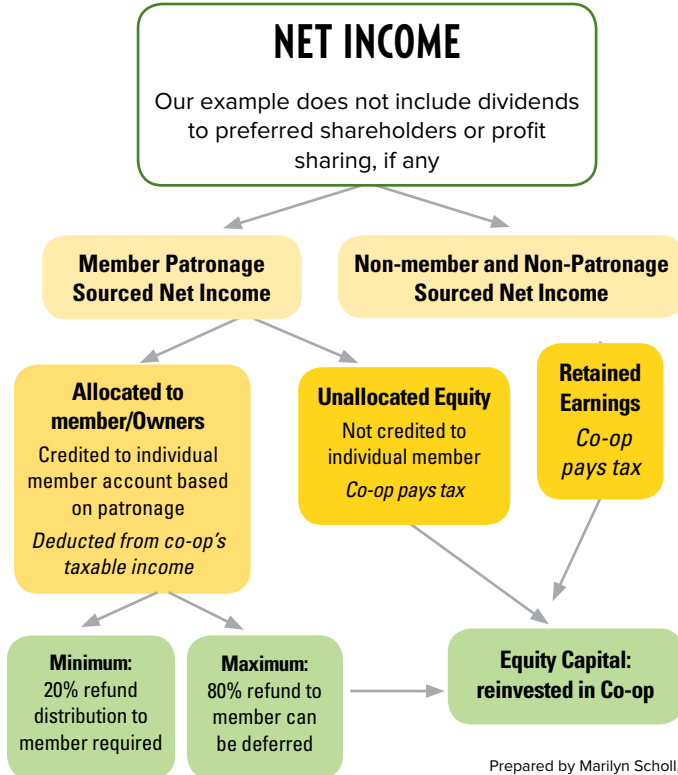 NET INCOME
Our example does not include dividends
to preferred shareholders or profit
sharing, if any
Member Patronage
Sourced Net Income
Non-member and Non-Patronage
Sourced Net Income
Allocated to
member/Owners
Credited to individual
member account based
on patronage
Deducted from co-op's
taxable income
Unallocated Equity
Not credited to
individual member
Co-op pays tax
Retained
Earnings
Co-op
pays tax
Minimum:
20% refund
distribution to
member required
Maximum:
80% refund to
member can
be deferred
Equity Capital:
reinvested in Co-op
Prepared by Marilyn Scholl,